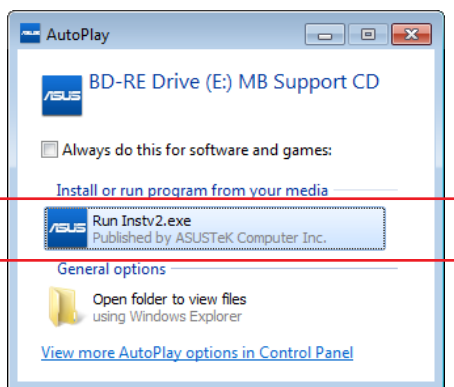 AutoPlay
BD-RE Drive (E:) MB Support CD
Always do this for software and games:
Install or run program from your media
Run Instv2.exe
Published by ASUSTeK Computer Inc.
General options
Open folder to view files
using Windows Explorer
View more AutoPlay options in Control Panel